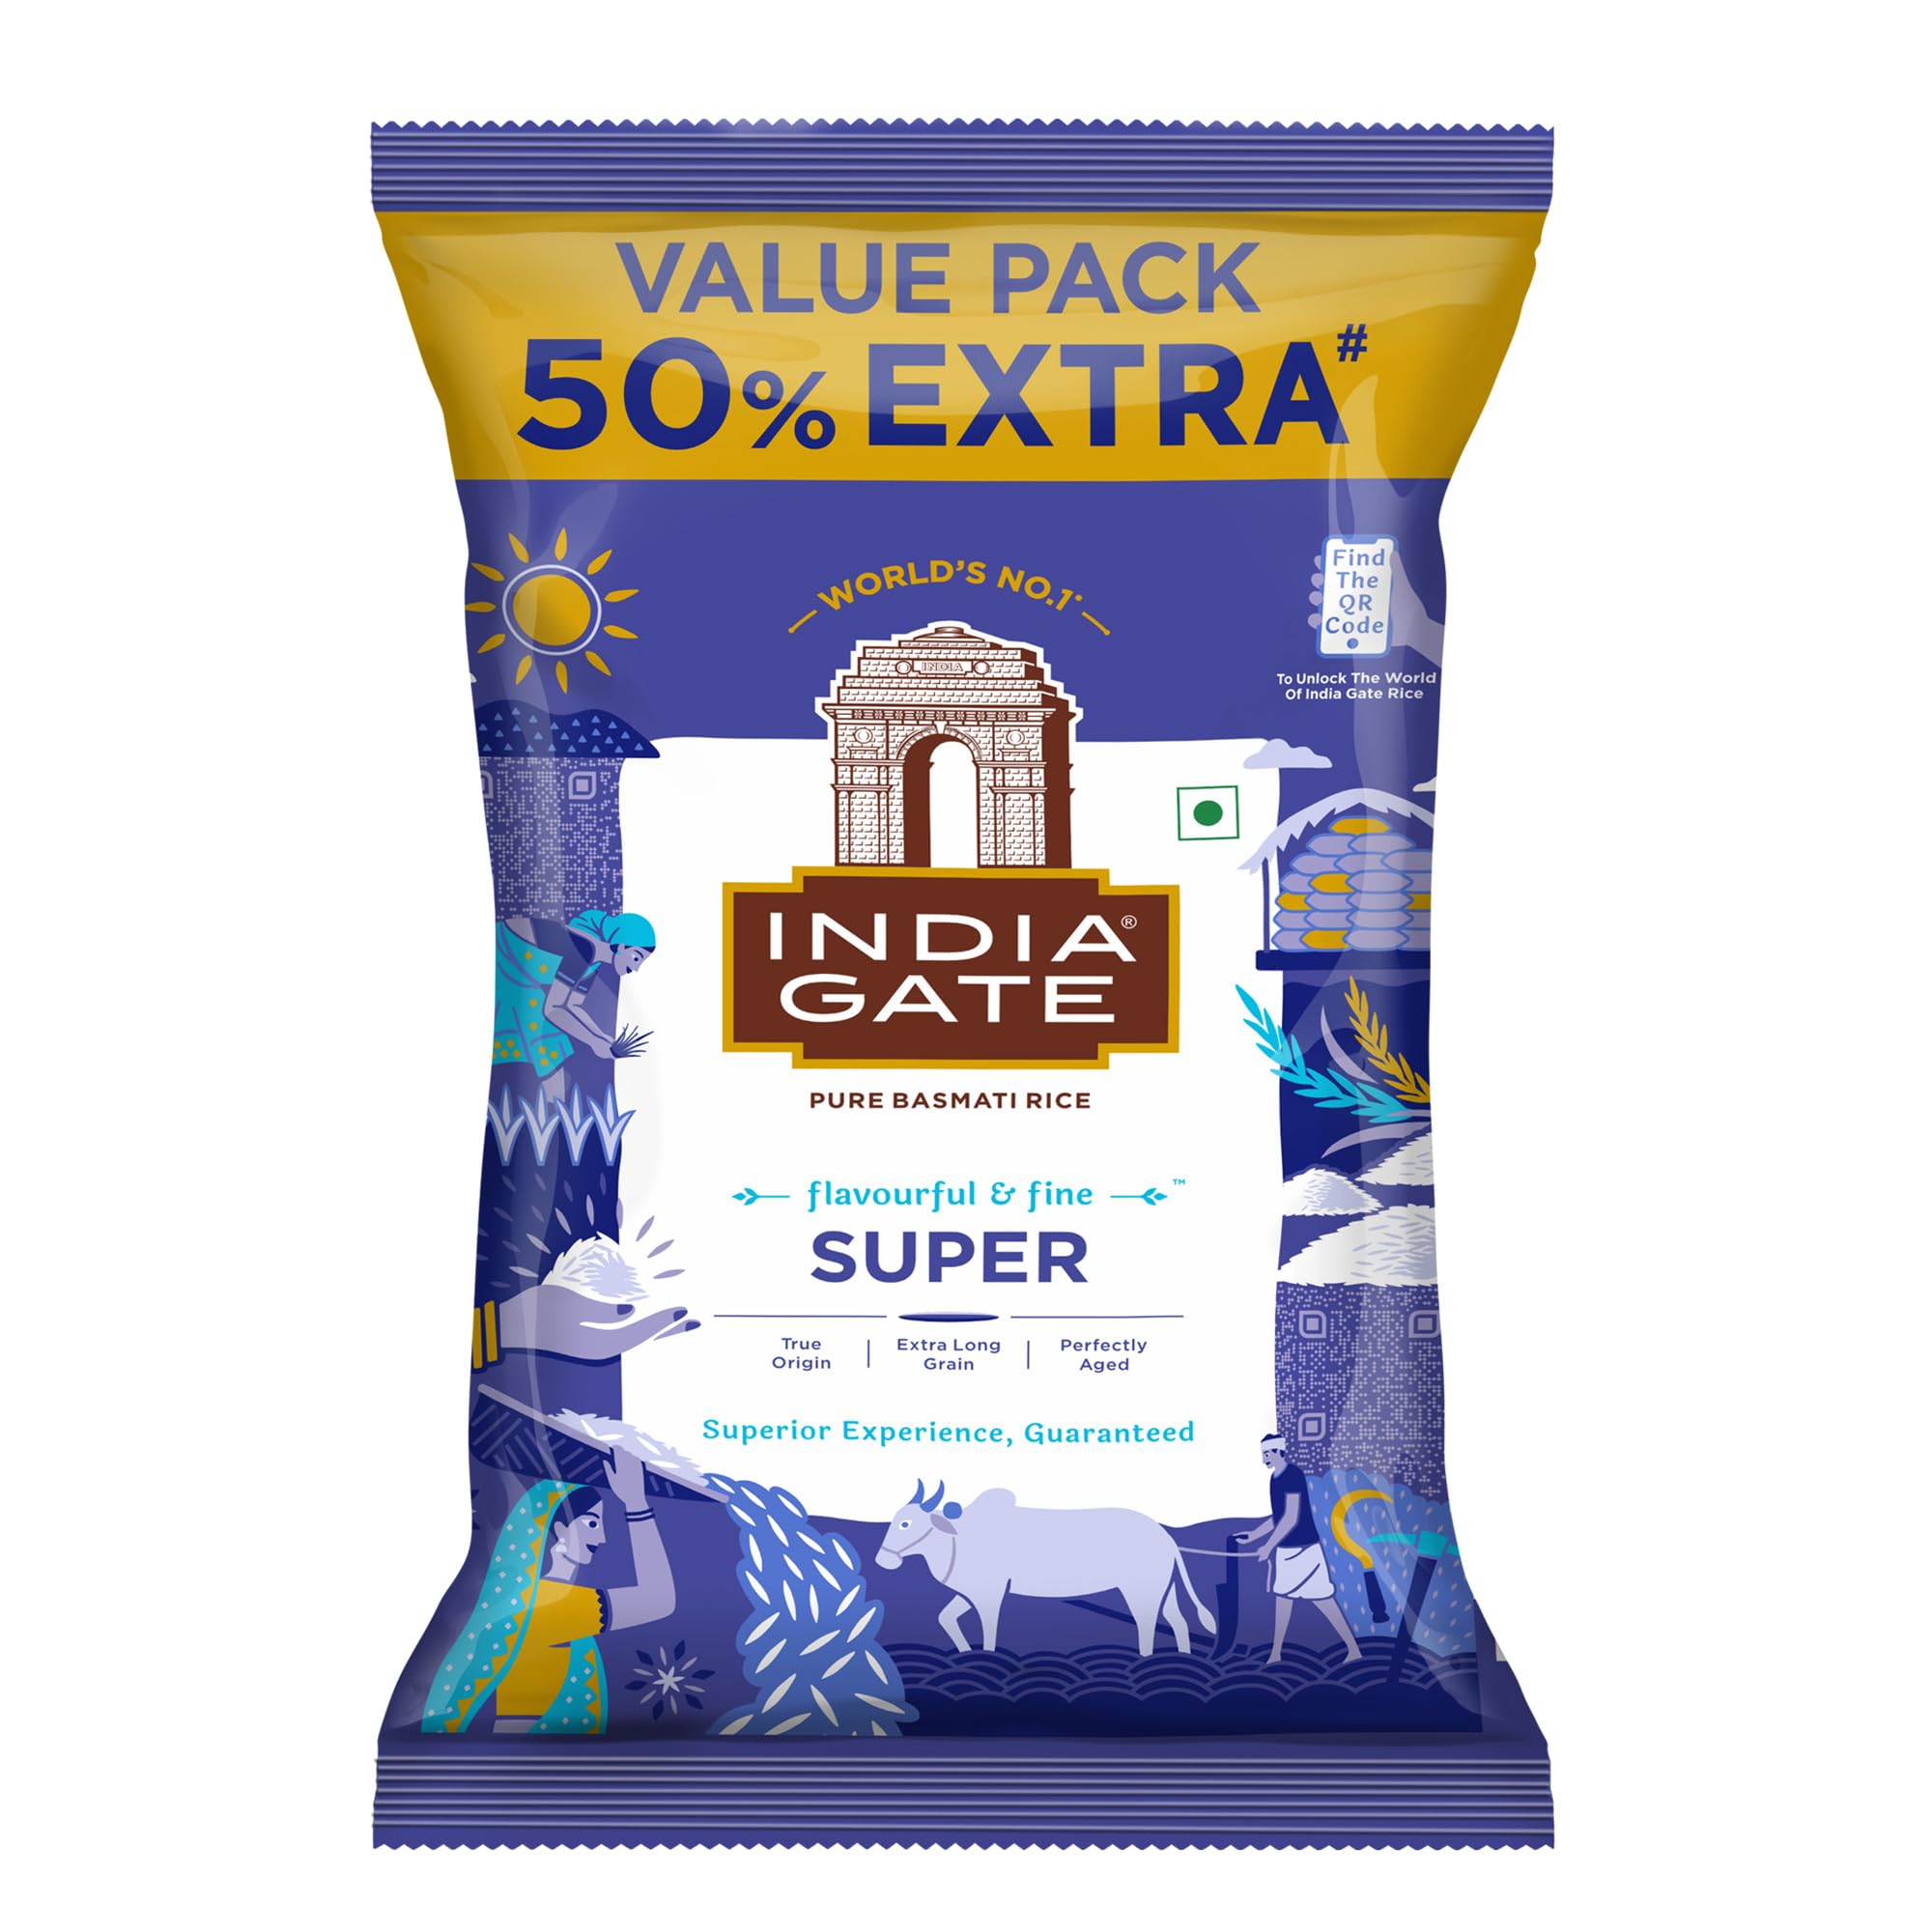 VALUE PACK
50% EXTRA#
WORLD'S NO.1*
Find
The
QR
Code
To Unlock The World
Of India Gate Rice
INDIA
INDIA®
GATE
PURE BASMATI RICE
flavourful & fine™
SUPER
True
Origin
Extra Long
Grain
Perfectly
Aged
Superior Experience, Guaranteed